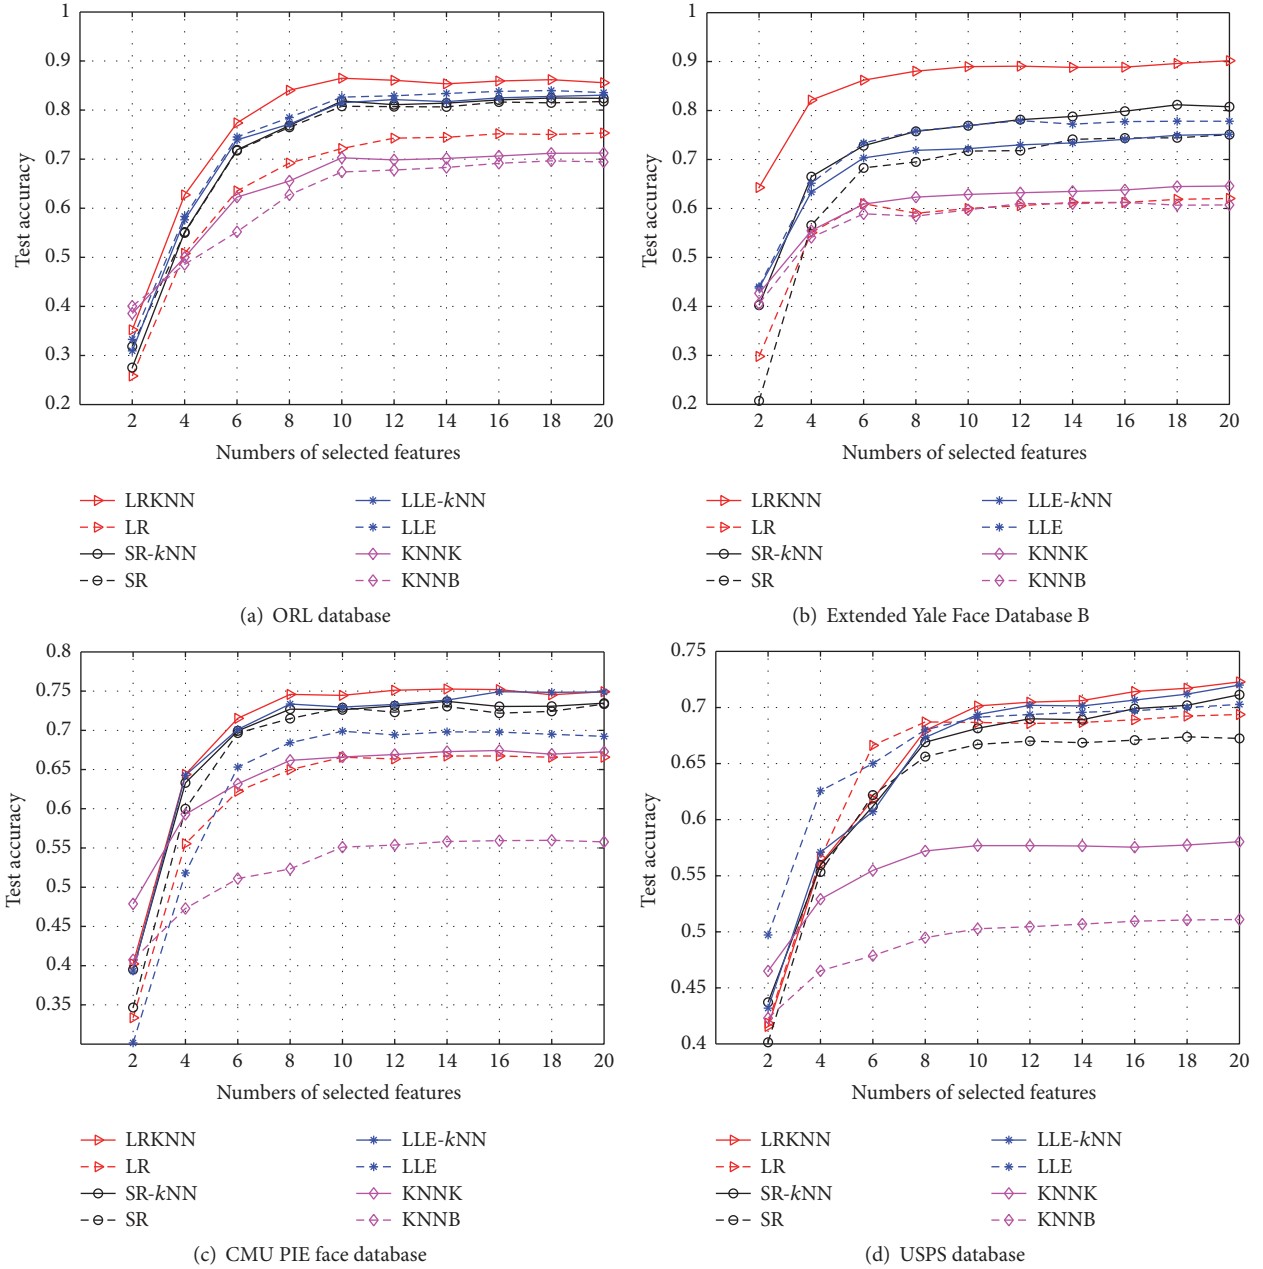 1
0.9
0.8
0.7
0.6
0.5
0.4
0.3
0.2
Test accuracy
2 4 6 8 10 12 14 16 18 20
Numbers of selected features
LRKNN
LR
SR-kNN
SR
LLE-kNN
LLE
KNNK
KNNB
(a) ORL database
1
0.9
0.8
0.7
0.6
0.5
0.4
0.3
0.2
Test accuracy
2 4 6 8 10 12 14 16 18 20
Numbers of selected features
LRKNN
LR
SR-kNN
SR
LLE-kNN
LLE
KNNK
KNNB
(b) Extended Yale Face Database B
0.8
0.75
0.7
0.65
0.6
0.55
0.5
0.45
0.4
0.35
Test accuracy
2 4 6 8 10 12 14 16 18 20
Numbers of selected features
LRKNN
LR
SR-kNN
SR
LLE-kNN
LLE
KNNK
KNNB
(c) CMU PIE face database
0.75
0.7
0.65
0.6
0.55
0.5
0.45
0.4
Test accuracy
2 4 6 8 10 12 14 16 18 20
Numbers of selected features
LRKNN
LR
SR-kNN
SR
LLE-kNN
LLE
KNNK
KNNB
(d) USPS database